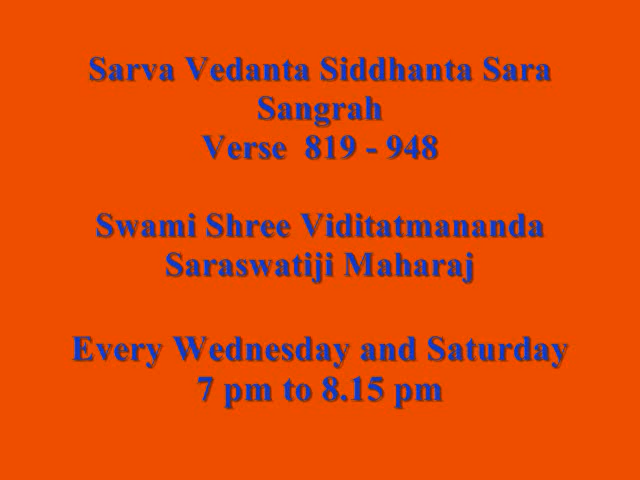 Sarva Vedanta Siddhanta Sara
Sangrah
Verse  819 - 948
Swami Shree Viditatmananda
Saraswatiji Maharaj
Every Wednesday and Saturday
7 pm to 8.15 pm